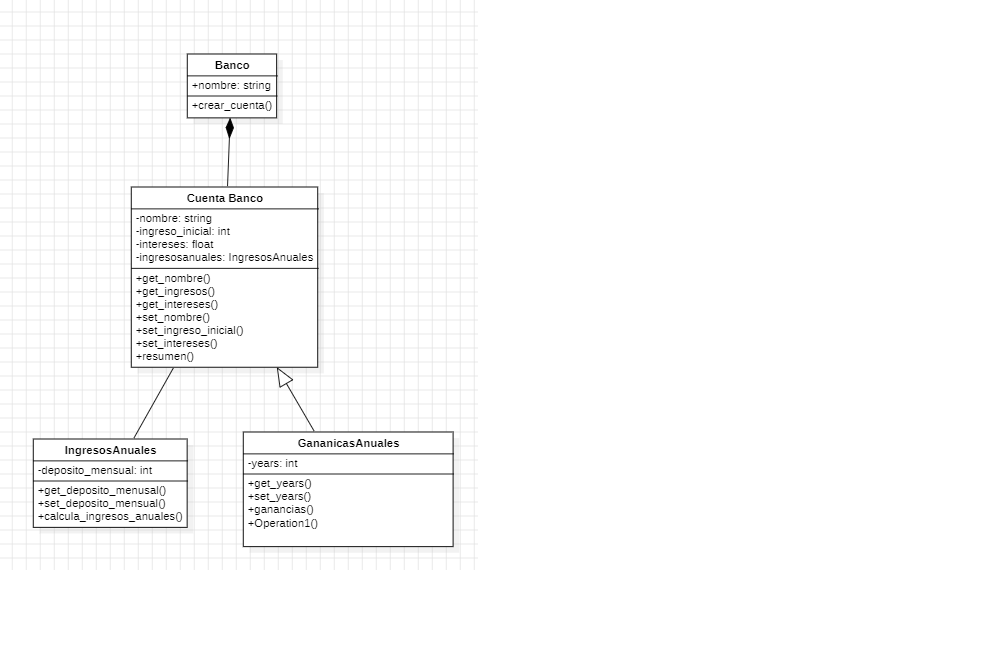 Banco
+nombre: string
+crear_cuenta()
Cuenta Banco
-nombre: string
-ingreso_inicial: int
-intereses: float
-ingresosanuales: IngresosAnuales
+get_nombre()
+get_ingresos()
+get_intereses()
+set_nombre()
+set_ingreso_inicial()
+set_intereses()
+resumen()
IngresosAnuales
-deposito_mensual: int
+get_deposito_menusal()
+set_deposito_mensual()
+calcula_ingresos_anuales()
GananicasAnuales
-years: int
+get_years()
+set_years()
+ganancias()
+Operation1()